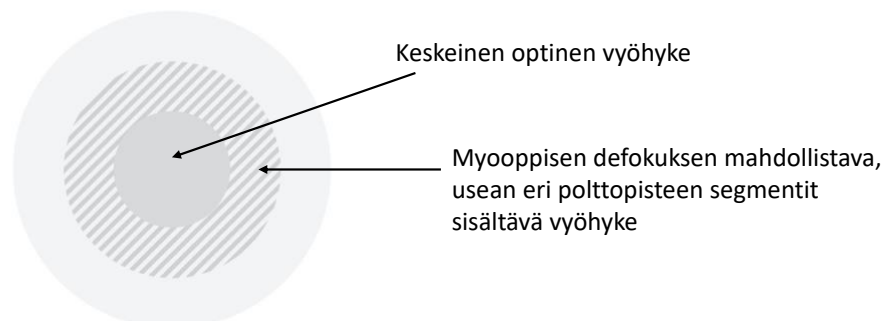 Keskeinen optinen vyöhyke
Myooppisen defokuksen mahdollistava,
usean eri polttopisteen segmentit
sisältävä vyöhyke